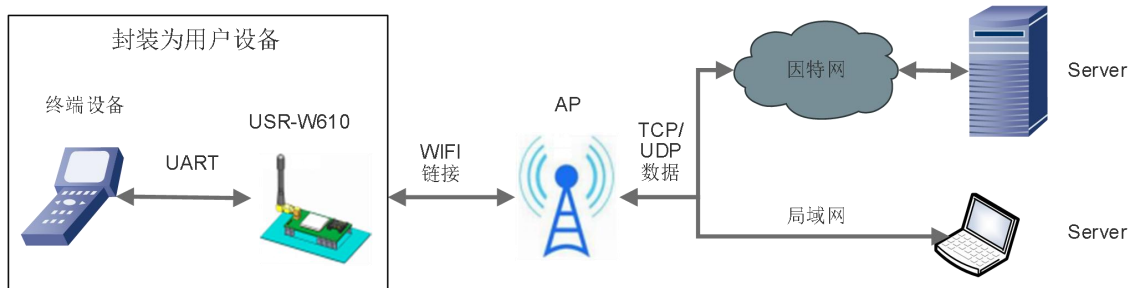 封装为用户设备
终端设备
USR-W610
UART
WIFI
链接
AP
TCP/
UDP
数据
因特网
Server
局域网
Server